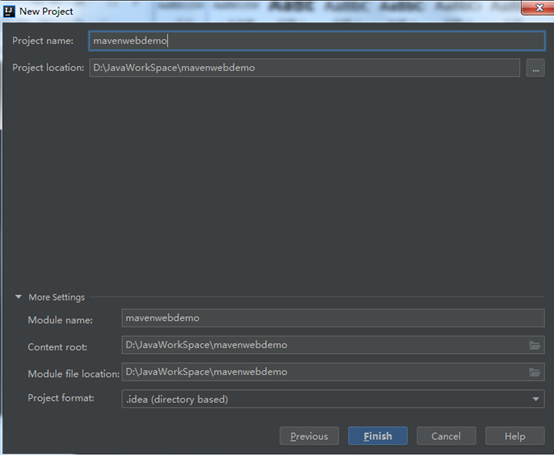 New Project
Project name: mavenwebdemo
Project location: D:\JavaWorkSpace\mavenwebdemo ...
More Settings
Module name: mavenwebdemo
Content root: D:\JavaWorkSpace\mavenwebdemo
Module file location: D:\JavaWorkSpace\mavenwebdemo
Project format: .idea (directory based)
Previous Finish Cancel Help